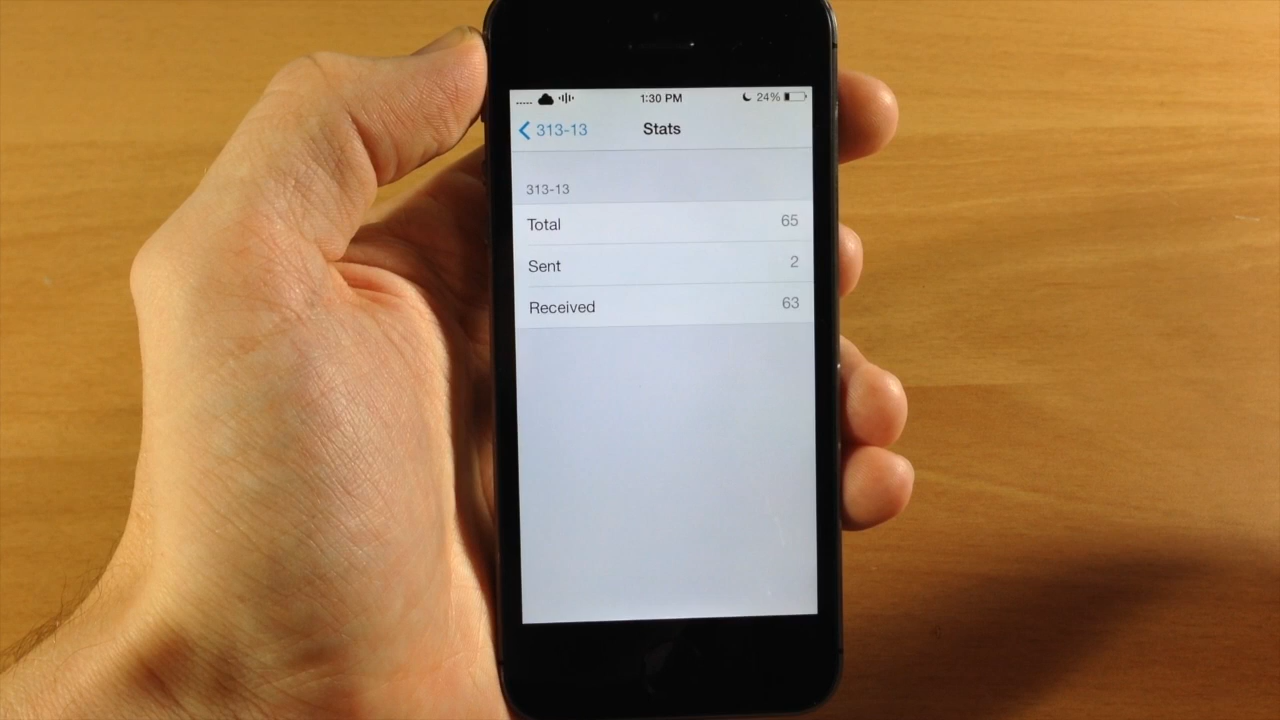 1:30 PM 24%
313-13 Stats
313-13
Total 65
Sent 2
Received 63